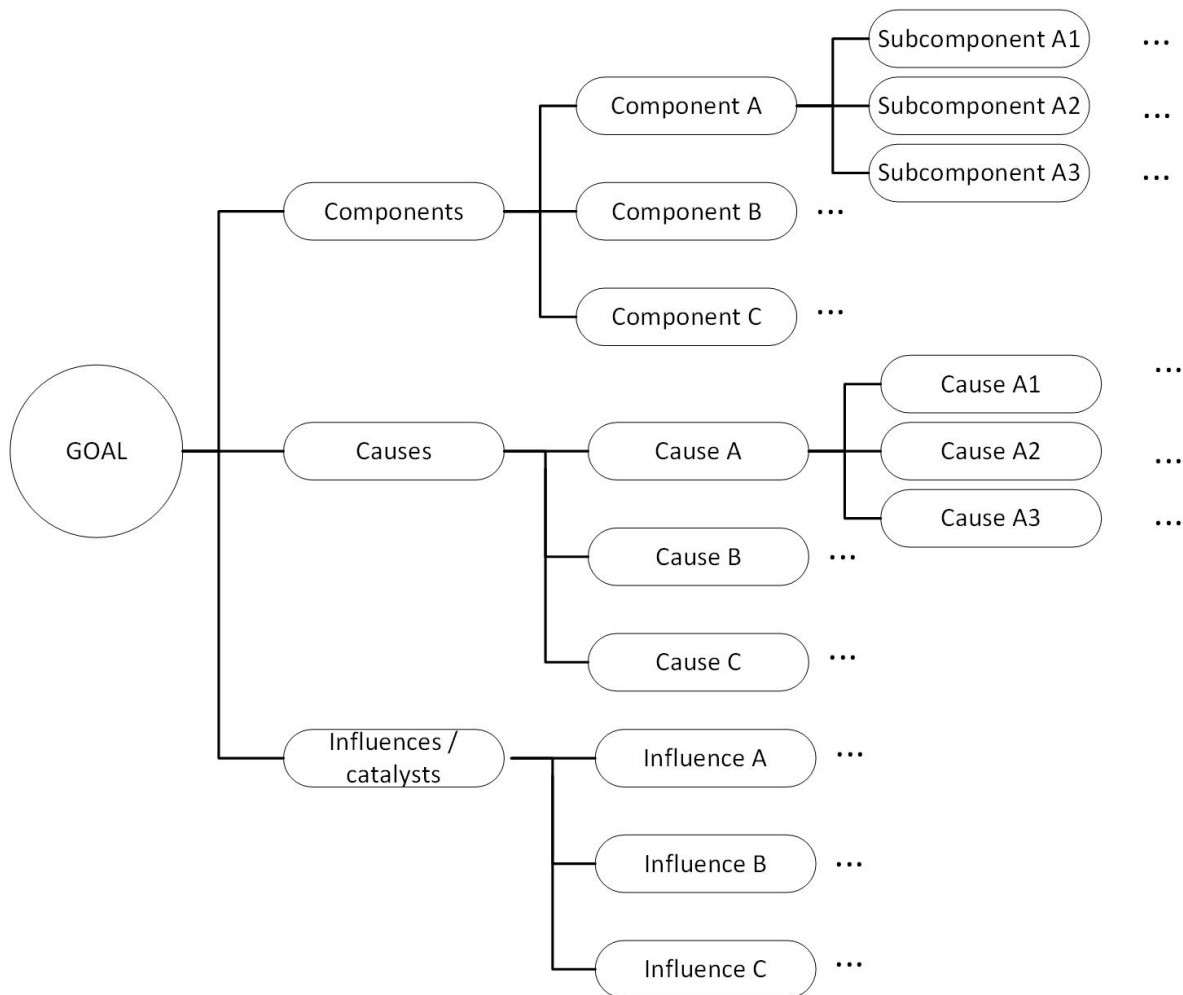 Subcomponent A1 ...
Component A
Subcomponent A2 ...
Subcomponent A3 ...
Components
Component B ...
Component C ...
Cause A1 ...
GOAL
Causes
Cause A
Cause A2 ...
Cause A3 ...
Cause B ...
Cause C ...
Influences /
catalysts
Influence A ...
Influence B ...
Influence C ...